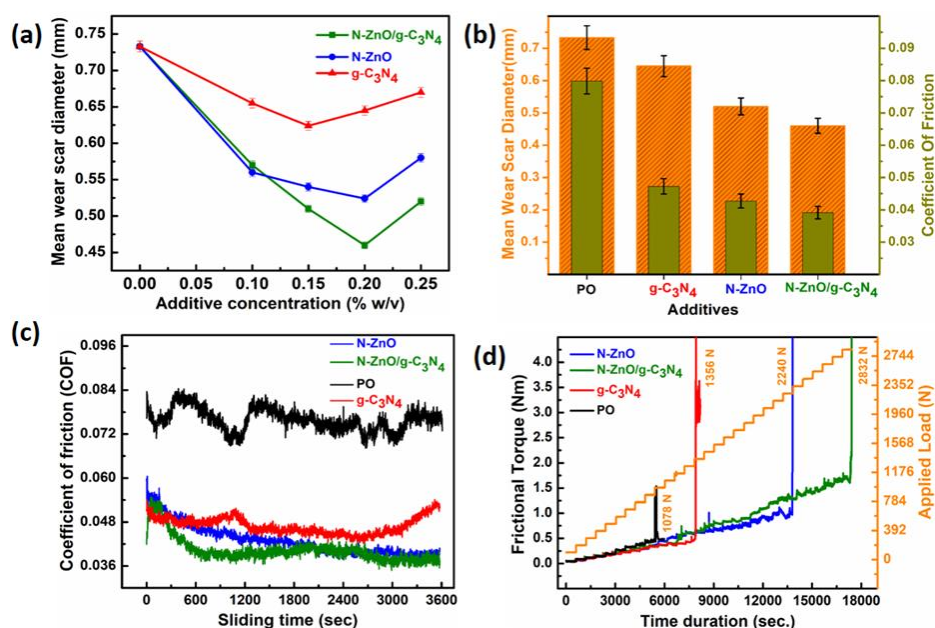 (a)
N-ZnO/g-C₃N₄
N-ZnO
g-C₃N₄
Mean wear scar diameter (mm)
0.75
0.70
0.65
0.60
0.55
0.50
0.45
0.00 0.05 0.10 0.15 0.20 0.25
Additive concentration (% w/v)
(b)
Mean Wear Scar Diameter(mm)
0.7
0.6
0.5
0.4
0.3
0.2
0.1
0.09
0.08
0.07
0.06
0.05
0.04
0.03
Coefficient Of Friction
PO g-C₃N₄ N-ZnO N-ZnO/g-C₃N₄
Additives
(c)
N-ZnO
N-ZnO/g-C₃N₄
PO
g-C₃N₄
Coefficient of friction (COF)
0.096
0.084
0.072
0.060
0.048
0.036
0 600 1200 1800 2400 3000 3600
Sliding time (sec)
(d)
N-ZnO
N-ZnO/g-C₃N₄
g-C₃N₄
PO
Frictional Torque (Nm)
4.0
3.5
3.0
2.5
2.0
1.5
1.0
0.5
0.0
1078 N
1356 N
2240 N
2832 N
2744
2352
1960
1568
1176
784
392
0
Applied Load (N)
0 3000 6000 9000 12000 15000 18000
Time duration (sec.)